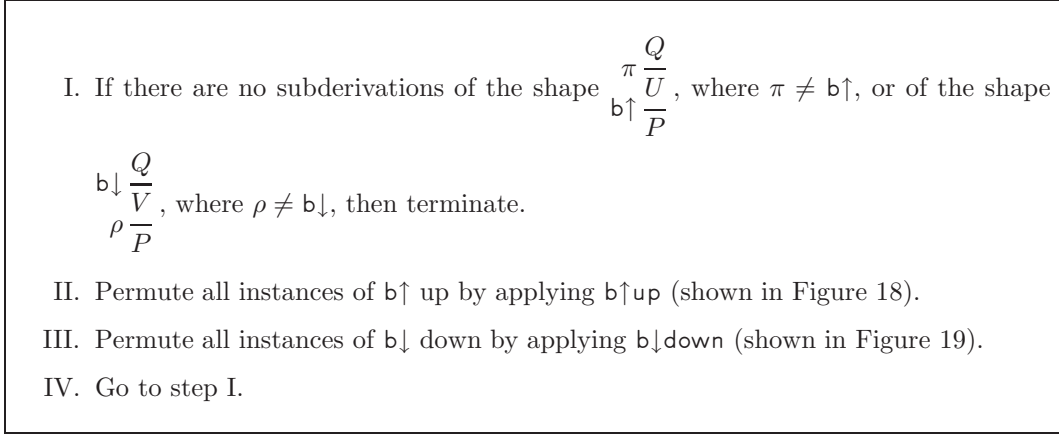 I. If there are no subderivations of the shape π Q/U b↑ U/P , where π ≠ b↑, or of the shape
b↓ Q/V ρ V/P , where ρ ≠ b↓, then terminate.
II. Permute all instances of b↑ up by applying b↑up (shown in Figure 18).
III. Permute all instances of b↓ down by applying b↓down (shown in Figure 19).
IV. Go to step I.